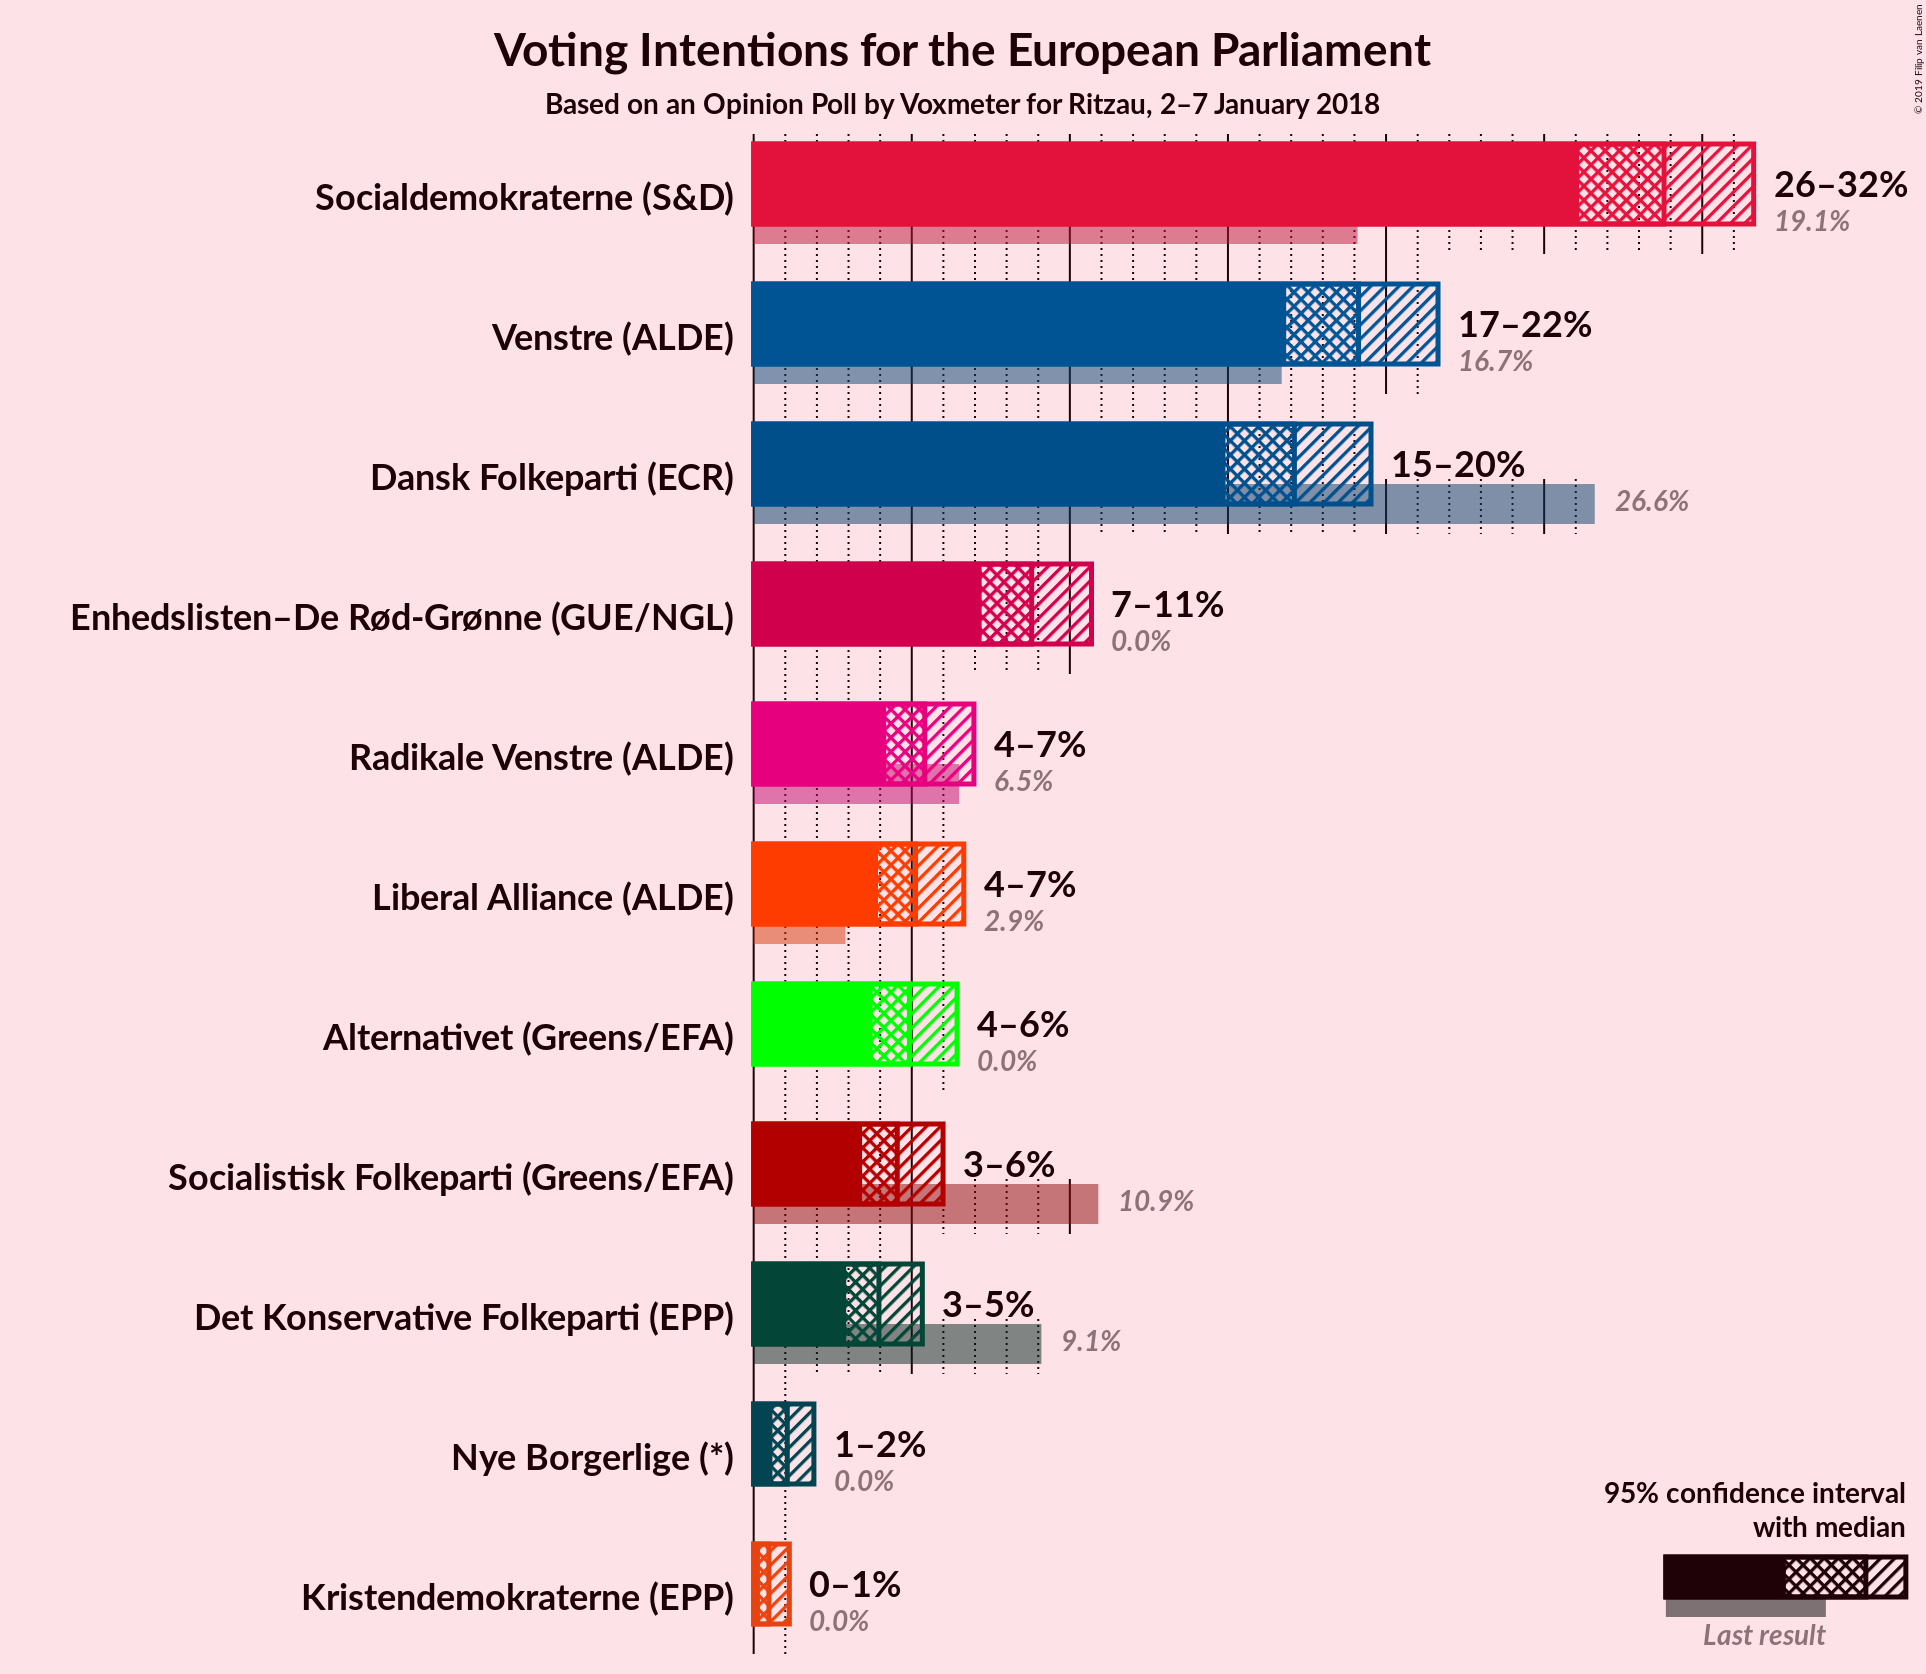 Voting Intentions for the European Parliament
Based on an Opinion Poll by Voxmeter for Ritzau, 2–7 January 2018
© 2019 Filip van Laenen
Socialdemokraterne (S&D)
26–32%
19.1%
Venstre (ALDE)
17–22%
16.7%
Dansk Folkeparti (ECR)
15–20%
26.6%
Enhedslisten–De Rød-Grønne (GUE/NGL)
7–11%
0.0%
Radikale Venstre (ALDE)
4–7%
6.5%
Liberal Alliance (ALDE)
4–7%
2.9%
Alternativet (Greens/EFA)
4–6%
0.0%
Socialistisk Folkeparti (Greens/EFA)
3–6%
10.9%
Det Konservative Folkeparti (EPP)
3–5%
9.1%
Nye Borgerlige (*)
1–2%
0.0%
Kristendemokraterne (EPP)
0–1%
0.0%
95% confidence interval
with median
Last result